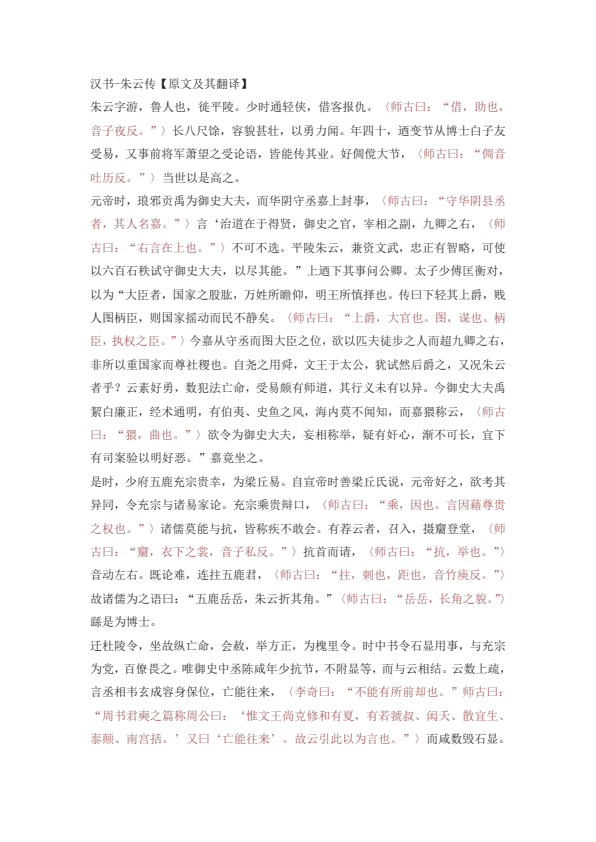 汉书-朱云传【原文及其翻译】
朱云字游，鲁人也，徙平陵。少时通轻侠，借客报仇。〈师古曰：“借，助也，
音子夜反。”〉长八尺馀，容貌甚壮，以勇力闻。年四十，乃变节从博士白子友
受易，又事前将军萧望之受论语，皆能传其业。好倜傥大节，〈师古曰：“倜音
吐历反。”〉当世以是高之。
元帝时，琅邪贡禹为御史大夫，而华阴守丞嘉上封事，〈师古曰：“守华阴县丞
者，其人名嘉。”〉言‘治道在于得贤，御史之官，宰相之副，九卿之右，〈师
古曰：“右言在上也。”〉不可不选。平陵朱云，兼资文武，忠正有智略，可使
以六百石秩试守御史大夫，以尽其能。”上乃下其事问公卿。太子少傅匡衡对，
以为“大臣者，国家之股肱，万姓所瞻仰，明王所慎择也。传曰下轻其上爵，贱
人图柄臣，则国家摇动而民不静矣。〈师古曰：“上爵，大官也。图，谋也。柄
臣，执权之臣。”〉今嘉从守丞而图大臣之位，欲以匹夫徒步之人而超九卿之右，
非所以重国家而尊社稷也。自尧之用舜，文王于太公，犹试然后爵之，又况朱云
者乎？云素好勇，数犯法亡命，受易颇有师道，其行义未有以异。今御史大夫禹
絜白廉正，经术通明，有伯夷、史鱼之风，海内莫不闻知，而嘉猥称云，〈师古
曰：“猥，曲也。”〉欲令为御史大夫，妄相称举，疑有奸心，渐不可长，宜下
有司案验以明好恶。”嘉竟坐之。
是时，少府五鹿充宗贵幸，为梁丘易。自宣帝时善梁丘氏说，元帝好之，欲考其
异同，令充宗与诸易家论。充宗乘贵辩口，〈师古曰：“乘，因也。言因藉尊贵
之权也。”〉诸儒莫能与抗，皆称疾不敢会。有荐云者，召入，摄齌登堂，〈师
古曰：“齌，衣下之裳，音子私反。”〉抗首而请，〈师古曰：“抗，举也。”〉
音动左右。既论难，连拄五鹿君，〈师古曰：“拄，刺也，距也，音竹庾反。”〉
故诸儒为之语曰：“五鹿岳岳，朱云折其角。”〈师古曰：“岳岳，长角之貌。”〉
繇是为博士。
迁杜陵令，坐故纵亡命，会赦，举方正，为槐里令。时中书令石显用事，与充宗
为党，百僚畏之。唯御史中丞陈咸年少抗节，不附显等，而与云相结。云数上疏，
言丞相韦玄成容身保位，亡能往来，〈李奇曰：“不能有所前却也。”师古曰：
“周书君奭之篇称周公曰：‘惟文王尚克修和有夏，有若虢叔、闳夭、散宜生、
泰颠、南宫括。’又曰‘亡能往来’。故云引此以为言也。”〉而咸数毁石显。